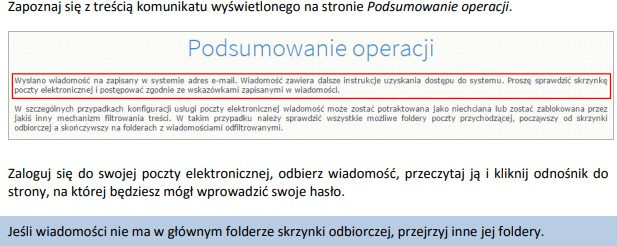 Zapoznaj się z treścią komunikatu wyświetlonego na stronie Podsumowanie operacji.
Podsumowanie operacji
Wysłano wiadomość na zapisany w systemie adres e-mail. Wiadomość zawiera dalsze instrukcje uzyskania dostępu do systemu. Proszę sprawdzić skrzynkę
poczty elektronicznej i postępować zgodnie ze wskazówkami zapisanymi w wiadomości.
W szczególnych przypadkach konfiguracji usługi poczty elektronicznej wiadomość może zostać potraktowana jako niechciana lub zostać zablokowana przez
jakiś inny mechanizm filtrowania treści. W takim przypadku należy sprawdzić wszystkie możliwe foldery poczty przychodzącej, począwszy od skrzynki
odbiorczej a skończywszy na folderach z wiadomościami odfiltrowanymi.
Zaloguj się do swojej poczty elektronicznej, odbierz wiadomość, przeczytaj ją i kliknij odnośnik do
strony, na której będziesz mógł wprowadzić swoje hasło.
Jeśli wiadomości nie ma w głównym folderze skrzynki odbiorczej, przejrzyj inne jej foldery.